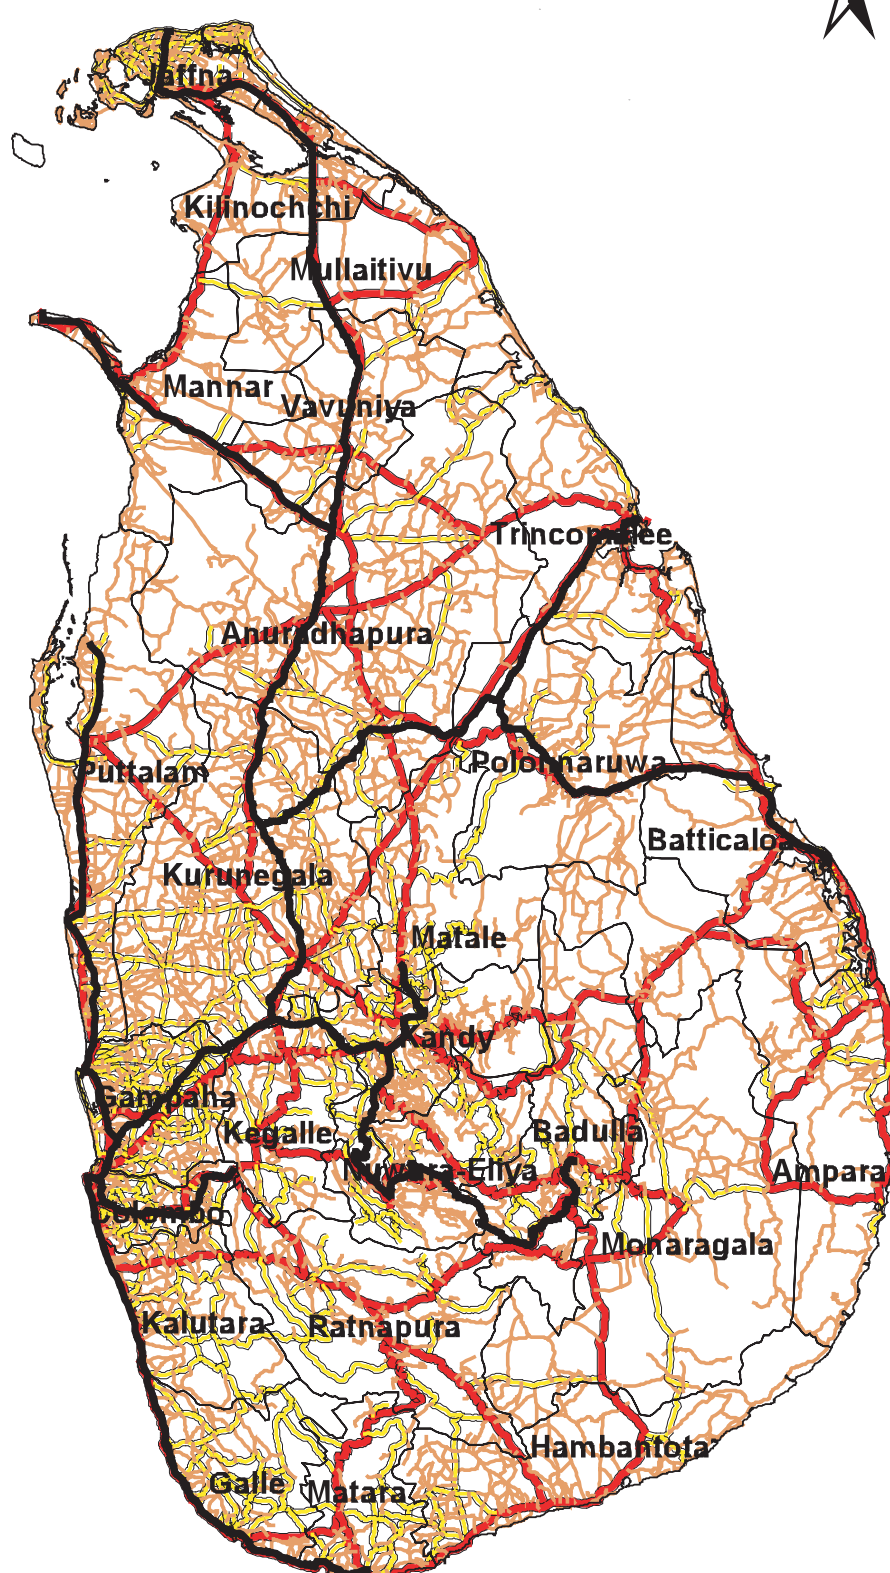 Jaffna
Kilinochchi
Mullaitivu
Mannar
Vavuniya
Trincomalee
Anuradhapura
Polonnaruwa
Puttalam
Batticaloa
Kurunegala
Matale
Kandy
Gampaha
Kegalle
Badulla
Nuwara-Eliya
Ampara
Colombo
Monaragala
Kalutara
Ratnapura
Hambantota
Galle
Matara